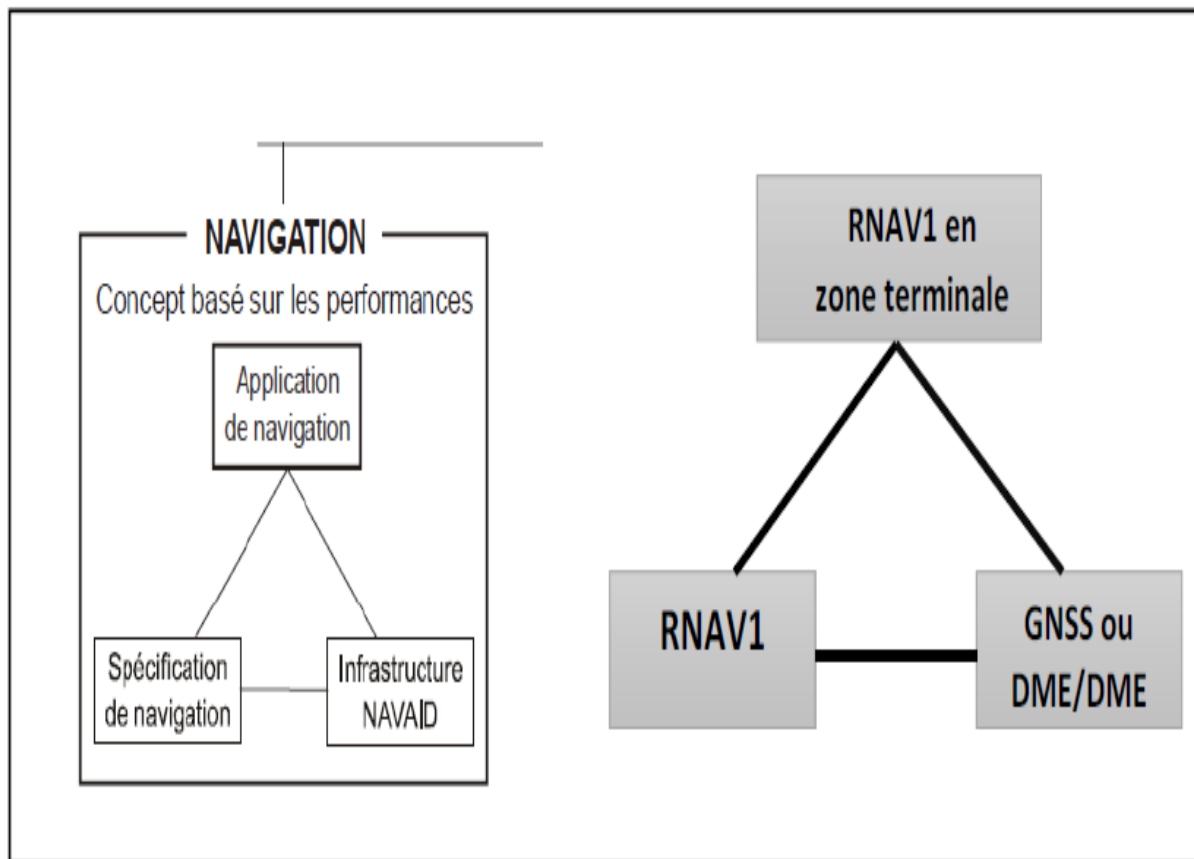 NAVIGATION
Concept basé sur les performances
Application
de navigation
Spécification
de navigation
Infrastructure
NAVAID
RNAV1 en
zone terminale
RNAV1
GNSS ou
DME/DME